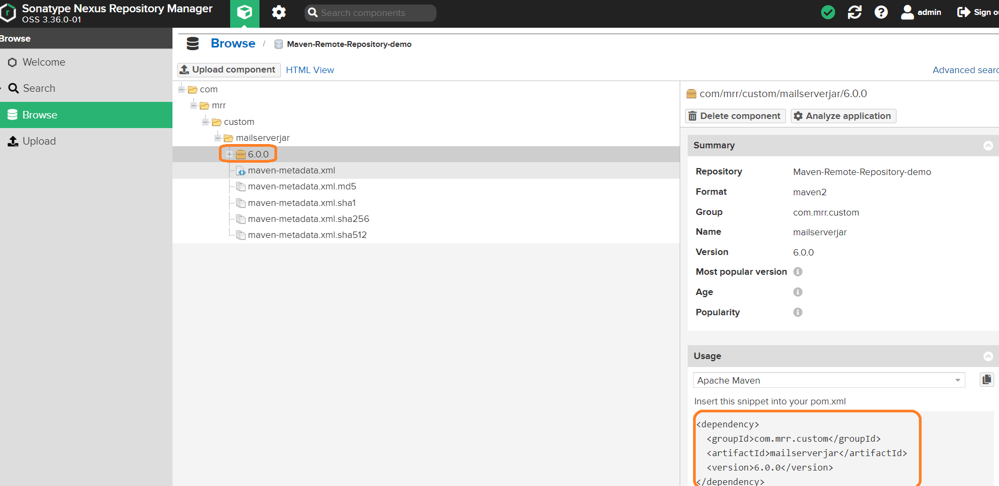 Sonatype Nexus Repository Manager
OSS 3.36.0-01
Search components
admin
Sign
Browse
Welcome
Search
Browse
Upload
Browse / Maven-Remote-Repository-demo
Upload component HTML View
Advanced
com
mrr
custom
mailserverjar
6.0.0
maven-metadata.xml
maven-metadata.xml.md5
maven-metadata.xml.sha1
maven-metadata.xml.sha256
maven-metadata.xml.sha512
com/mrr/custom/mailserverjar/6.0.0
Delete component Analyze application
Summary
Repository Maven-Remote-Repository-demo
Format maven2
Group com.mrr.custom
Name mailserverjar
Version 6.0.0
Most popular version
Age
Popularity
Usage
Apache Maven
Insert this snippet into your pom.xml
<dependency>
<groupId>com.mrr.custom</groupId>
<artifactId>mailserverjar</artifactId>
<version>6.0.0</version>
</dependency>